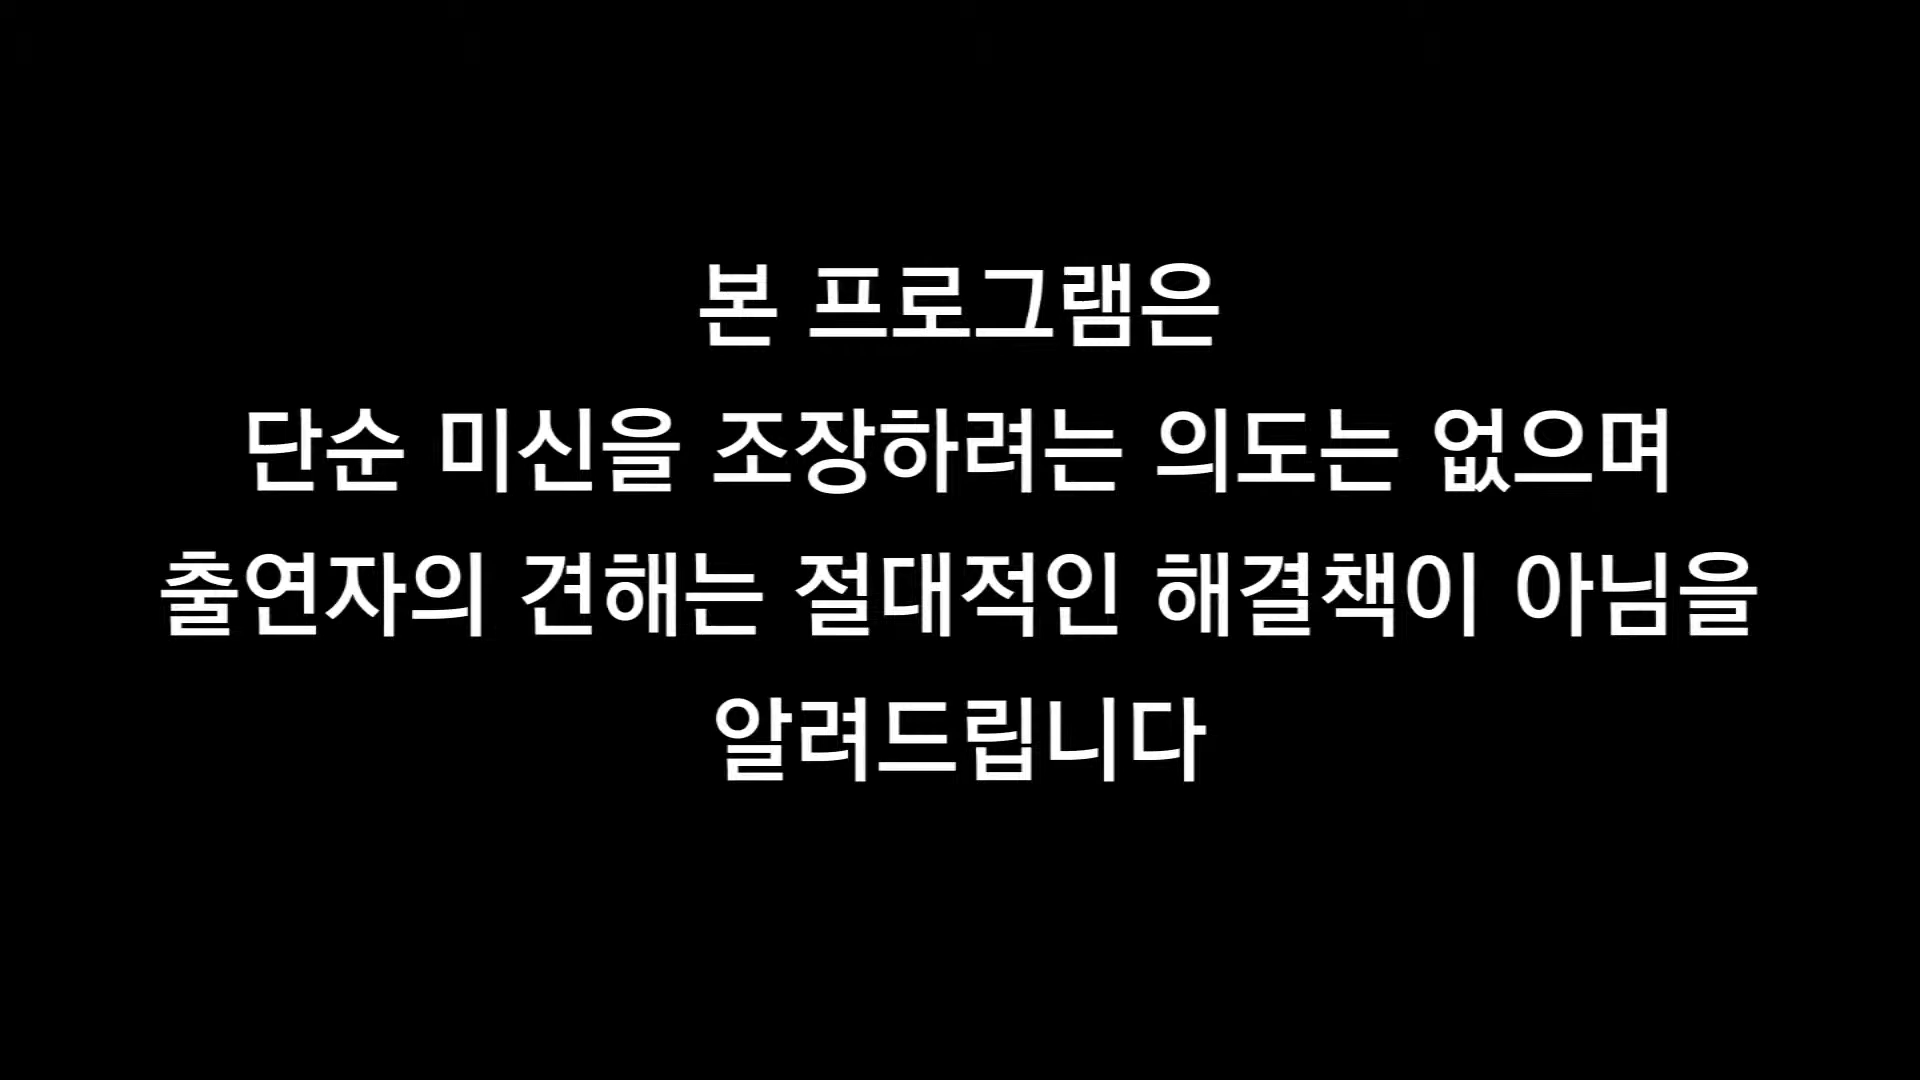 본 프로그램은
단순 미신을 조장하려는 의도는 없으며
출연자의 견해는 절대적인 해결책이 아님을
알려드립니다